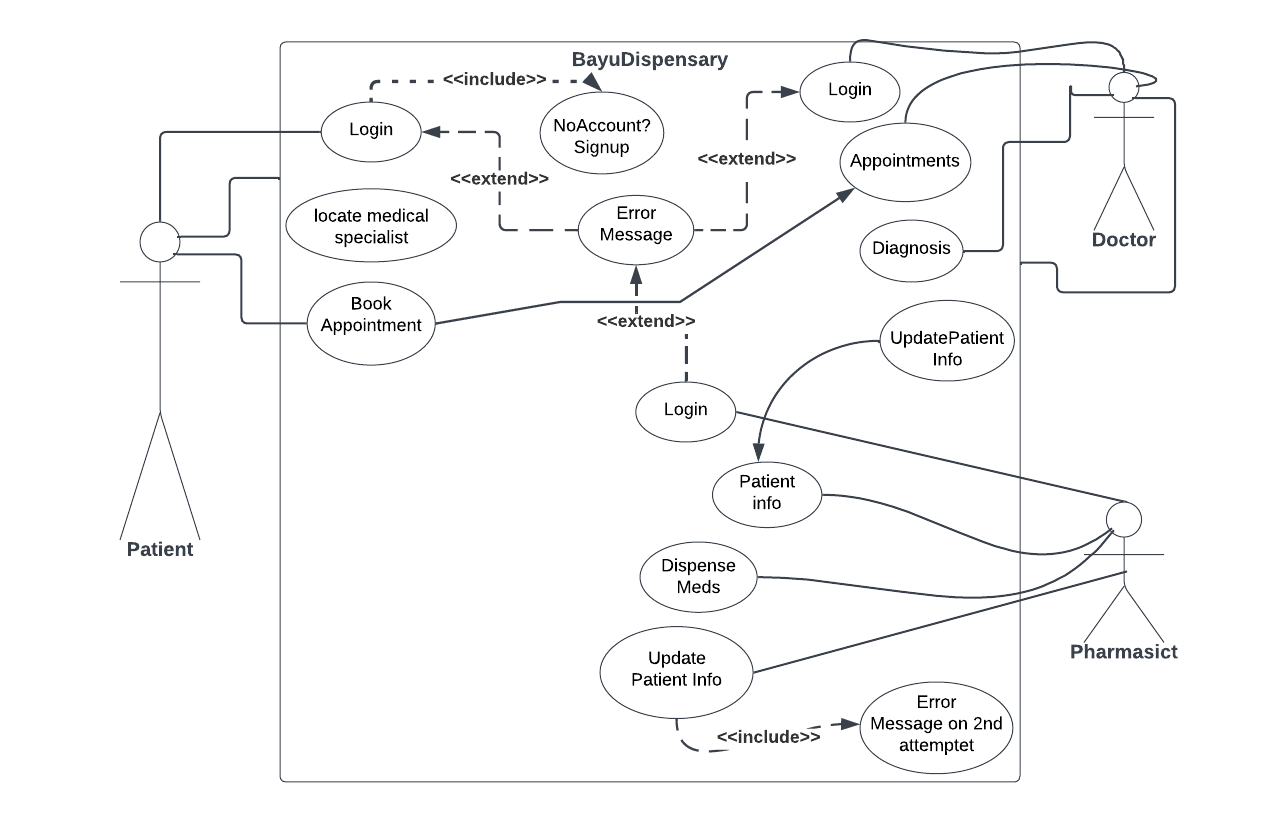 BayuDispensary
<<include>>
Login
NoAccount?
Signup
Login
<<extend>>
<<extend>>
Appointments
locate medical
specialist
Error
Message
Diagnosis
Doctor
Book
Appointment
<<extend>>
UpdatePatient
Info
Login
Patient
info
Patient
Dispense
Meds
Pharmasict
Update
Patient Info
Error
Message on 2nd
attemptet
<<include>>